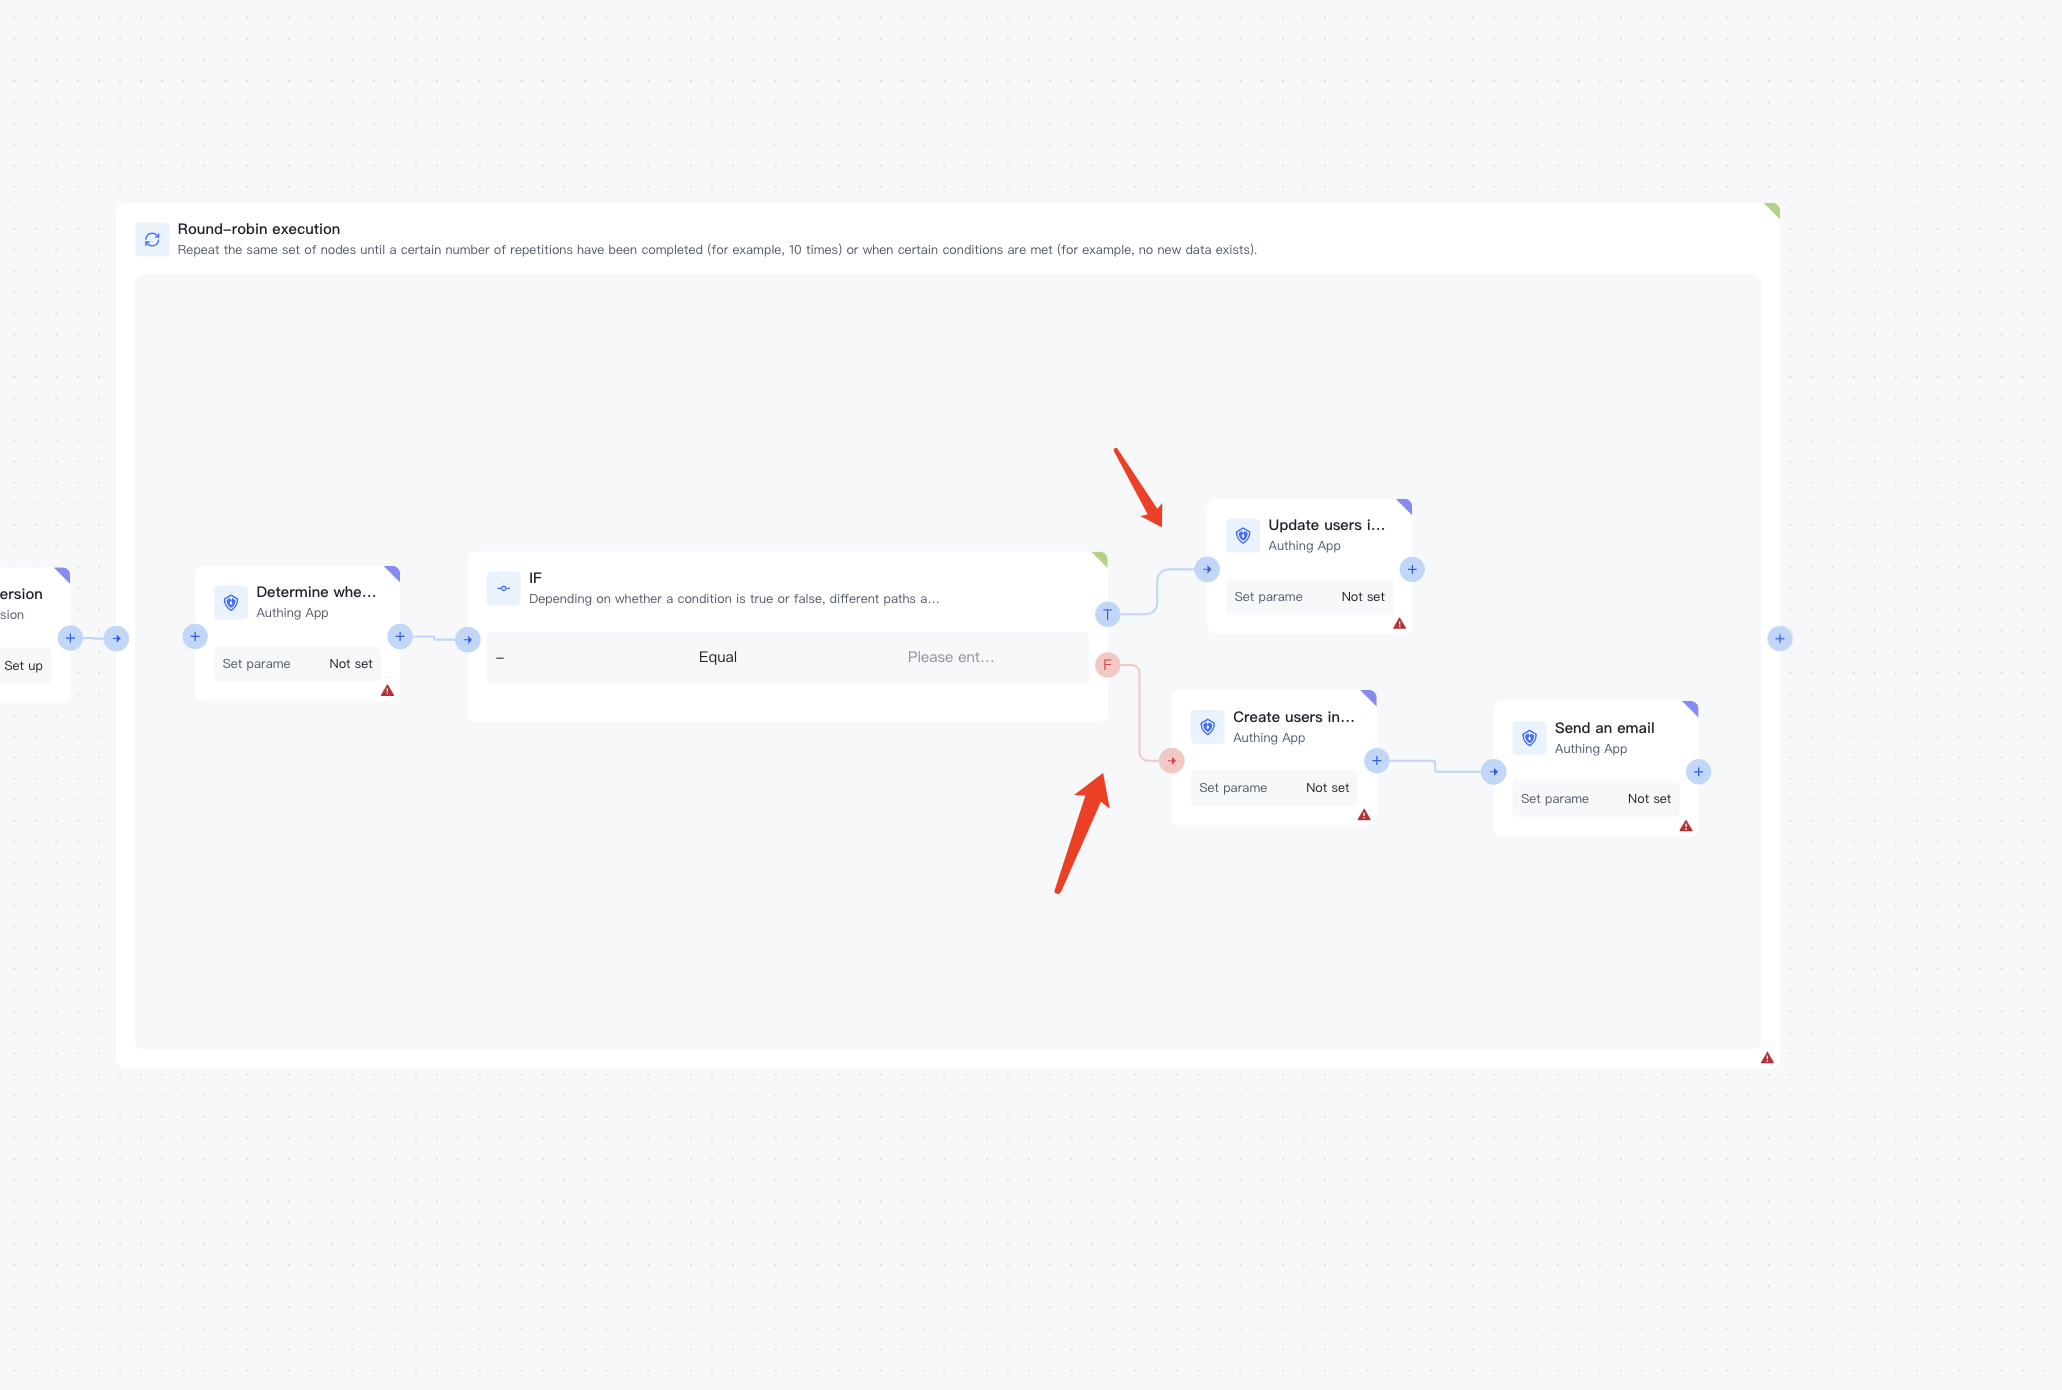 Round-robin execution
Repeat the same set of nodes until a certain number of repetitions have been completed (for example, 10 times) or when certain conditions are met (for example, no new data exists).
ersion
sion
Set up
Determine whe...
Authing App
Set param
Not set
IF
Depending on whether a condition is true or false, different paths a...
–
Equal
Please ent...
T
F
Update users i...
Authing App
Set param
Not set
Create users in...
Authing App
Set param
Not set
Send an email
Authing App
Set param
Not set